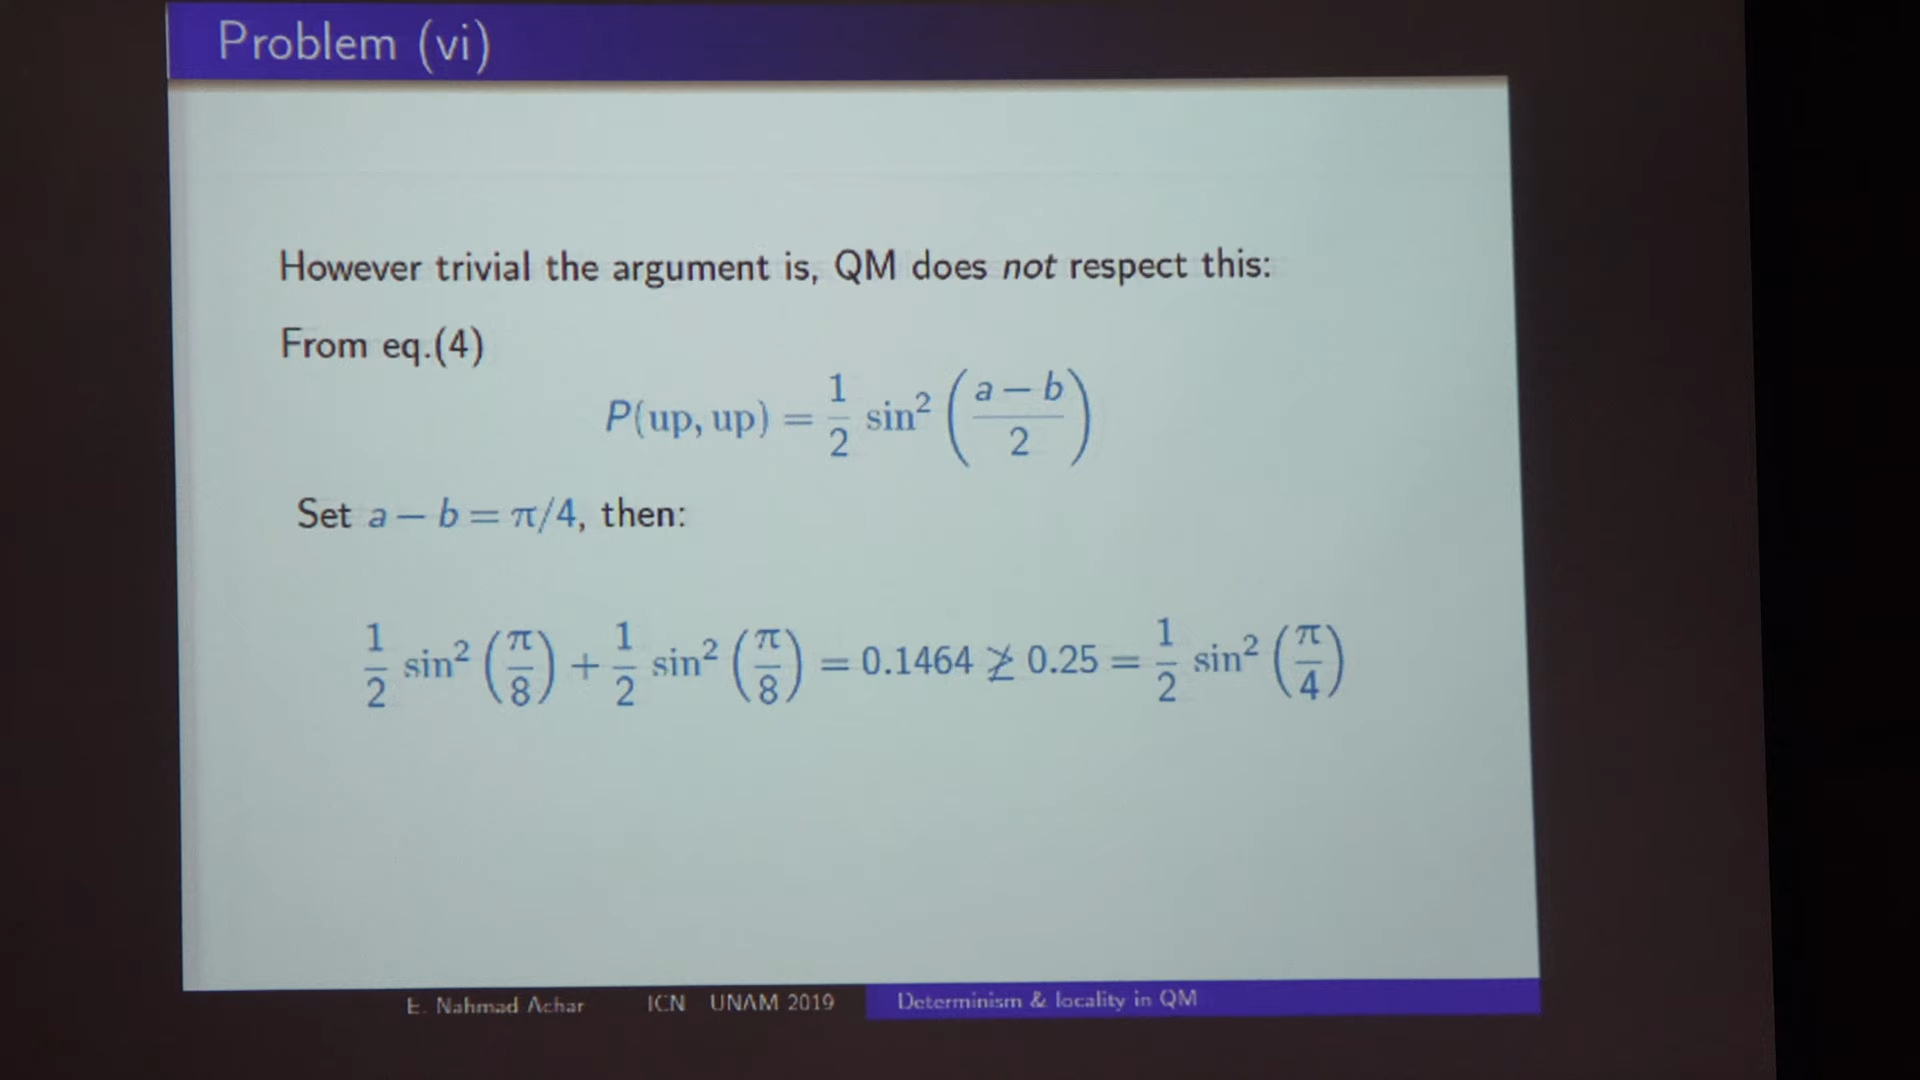 Problem (vi)
However trivial the argument is, QM does not respect this:
From eq.(4)
P(up, up) = 1/2 sin² ((a − b)/2)
Set a − b = π/4, then:
1/2 sin² (π/8) + 1/2 sin² (π/8) = 0.1464 ≱ 0.25 = 1/2 sin² (π/4)
E. Nahmad Achar ICN UNAM 2019 Determinism & locality in QM